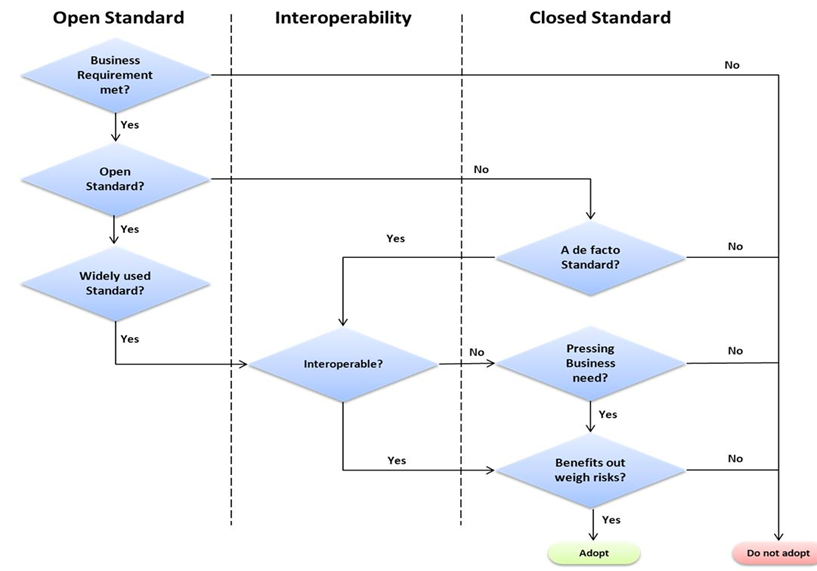 Open Standard
Interoperability
Closed Standard
Business
Requirement
met?
No
Yes
Open
Standard?
No
Yes
A de facto
Standard?
Yes
No
Widely used
Standard?
Yes
Interoperable?
No
Pressing
Business
need?
No
Yes
Yes
Benefits out
weigh risks?
No
Yes
Adopt
Do not adopt